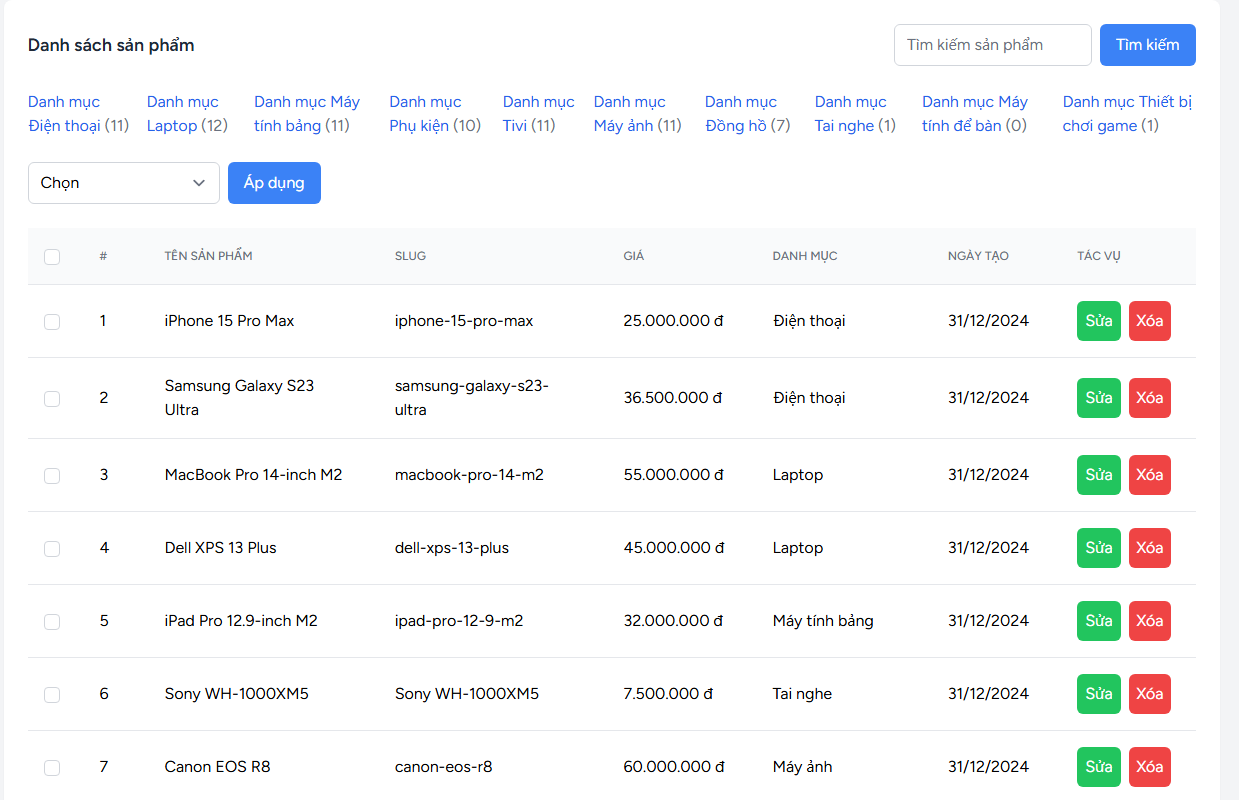 Danh sách sản phẩm
Tìm kiếm sản phẩm
Tìm kiếm
Danh mục Điện thoại (11)
Danh mục Laptop (12)
Danh mục Máy tính bảng (11)
Danh mục Phụ kiện (10)
Danh mục Tivi (11)
Danh mục Máy ảnh (11)
Danh mục Đồng hồ (7)
Danh mục Tai nghe (1)
Danh mục Máy tính để bàn (0)
Danh mục Thiết bị chơi game (1)
Chọn
Áp dụng
# TÊN SẢN PHẨM SLUG GIÁ DANH MỤC NGÀY TẠO TÁC VỤ
1 iPhone 15 Pro Max iphone-15-pro-max 25.000.000 đ Điện thoại 31/12/2024 Sửa Xóa
2 Samsung Galaxy S23 Ultra samsung-galaxy-s23-ultra 36.500.000 đ Điện thoại 31/12/2024 Sửa Xóa
3 MacBook Pro 14-inch M2 macbook-pro-14-m2 55.000.000 đ Laptop 31/12/2024 Sửa Xóa
4 Dell XPS 13 Plus dell-xps-13-plus 45.000.000 đ Laptop 31/12/2024 Sửa Xóa
5 iPad Pro 12.9-inch M2 ipad-pro-12-9-m2 32.000.000 đ Máy tính bảng 31/12/2024 Sửa Xóa
6 Sony WH-1000XM5 Sony WH-1000XM5 7.500.000 đ Tai nghe 31/12/2024 Sửa Xóa
7 Canon EOS R8 canon-eos-r8 60.000.000 đ Máy ảnh 31/12/2024 Sửa Xóa